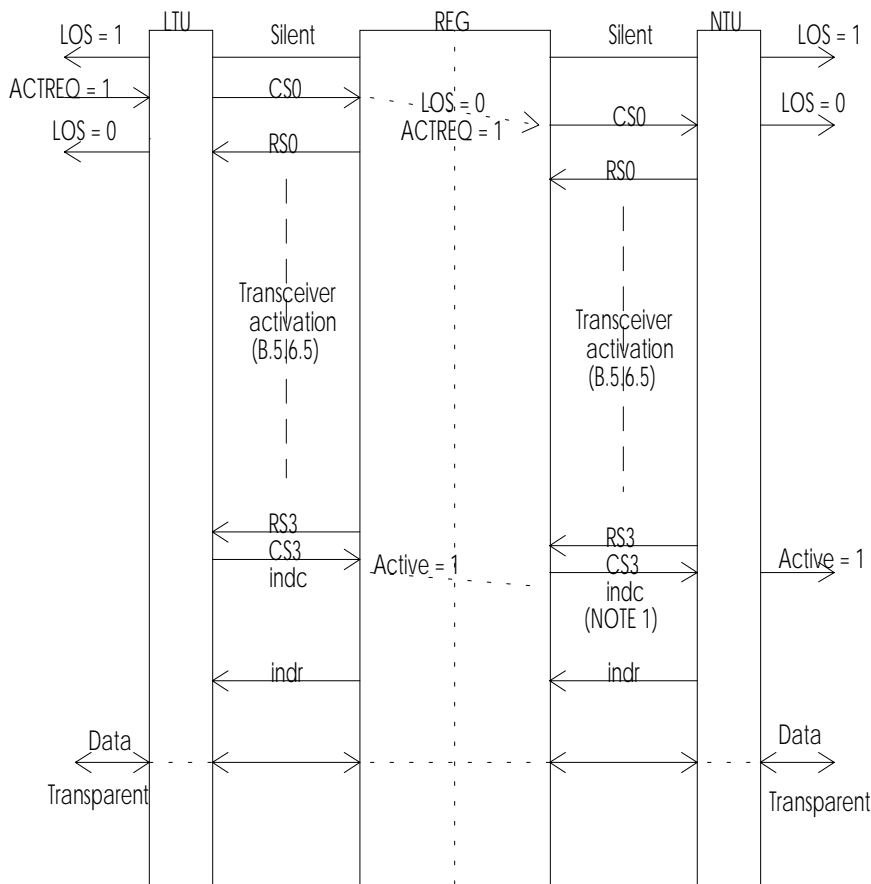 LTU
REG
NTU
LOS = 1
Silent
Silent
LOS = 1
ACTREQ = 1
CS0
LOS = 0
ACTREQ = 1
CS0
LOS = 0
LOS = 0
RS0
RS0
Transceiver
activation
(B.5.6.5)
Transceiver
activation
(B.5.6.5)
RS3
CS3
indc
Active = 1
RS3
CS3
indc
(NOTE 1)
Active = 1
indr
indr
Data
Transparent
Data
Transparent